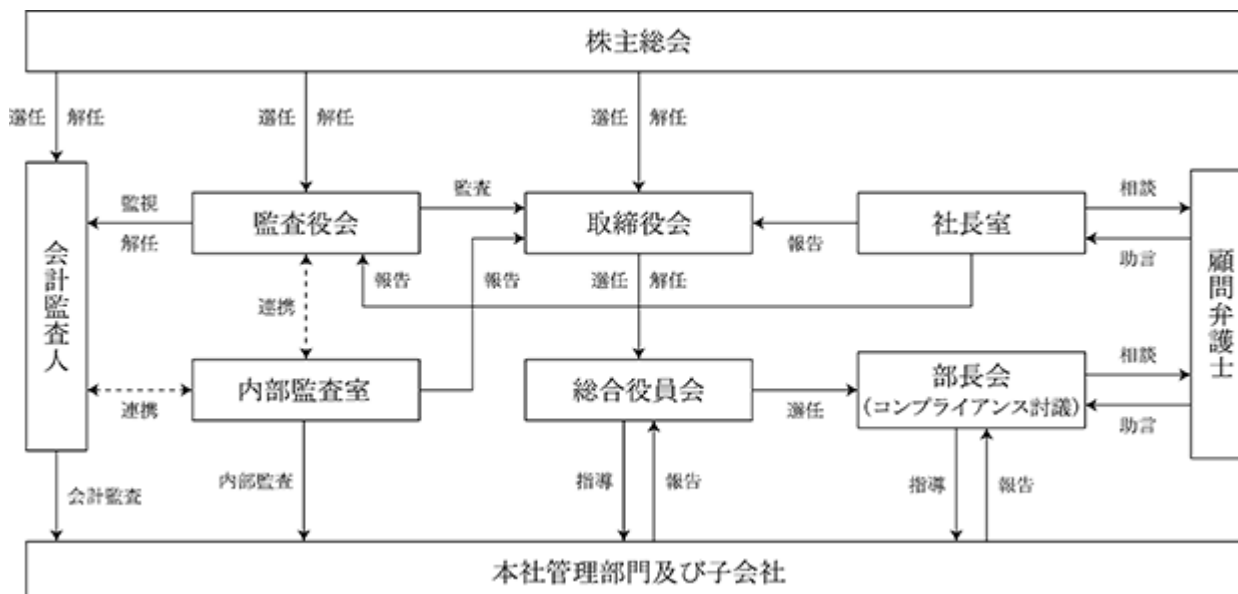 株主総会
選任 解任
選任 解任
選任 解任
監視
解任
監査役会
監査
取締役会
報告
社長室
相談
助言
会計監査人
顧問弁護士
報告
報告
選任 解任
連携
連携
内部監査室
総合役員会
選任
部長会
(コンプライアンス討議)
相談
助言
会計監査
内部監査
指導
報告
指導
報告
本社管理部門及び子会社